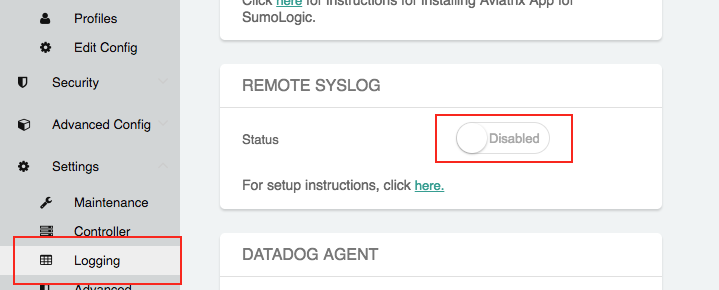 Profiles
Edit Config
Security
Advanced Config
Settings
Maintenance
Controller
Logging
Advanced
Click here for instructions for installing Aviatrix App for
SumoLogic.
REMOTE SYSLOG
Status
Disabled
For setup instructions, click here.
DATADOG AGENT